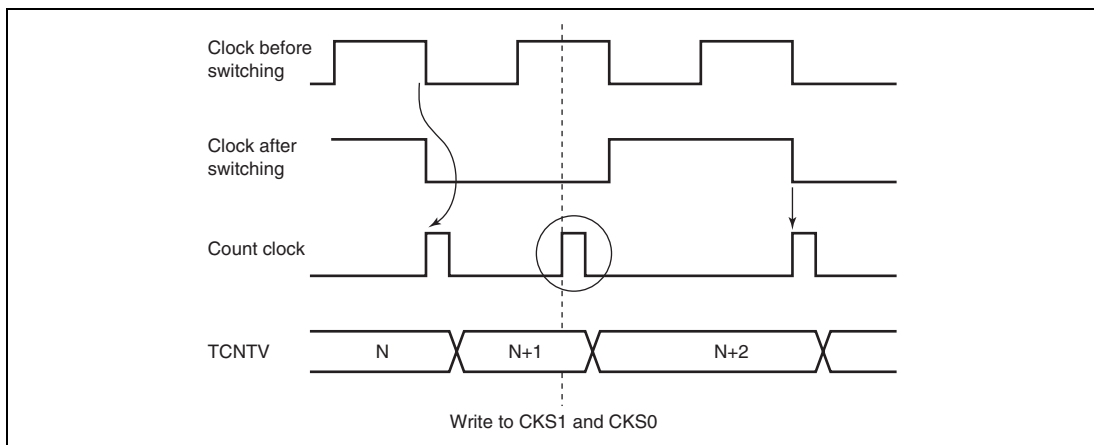 Clock before
switching
Clock after
switching
Count clock
TCNTV
N
N+1
N+2
Write to CKS1 and CKS0